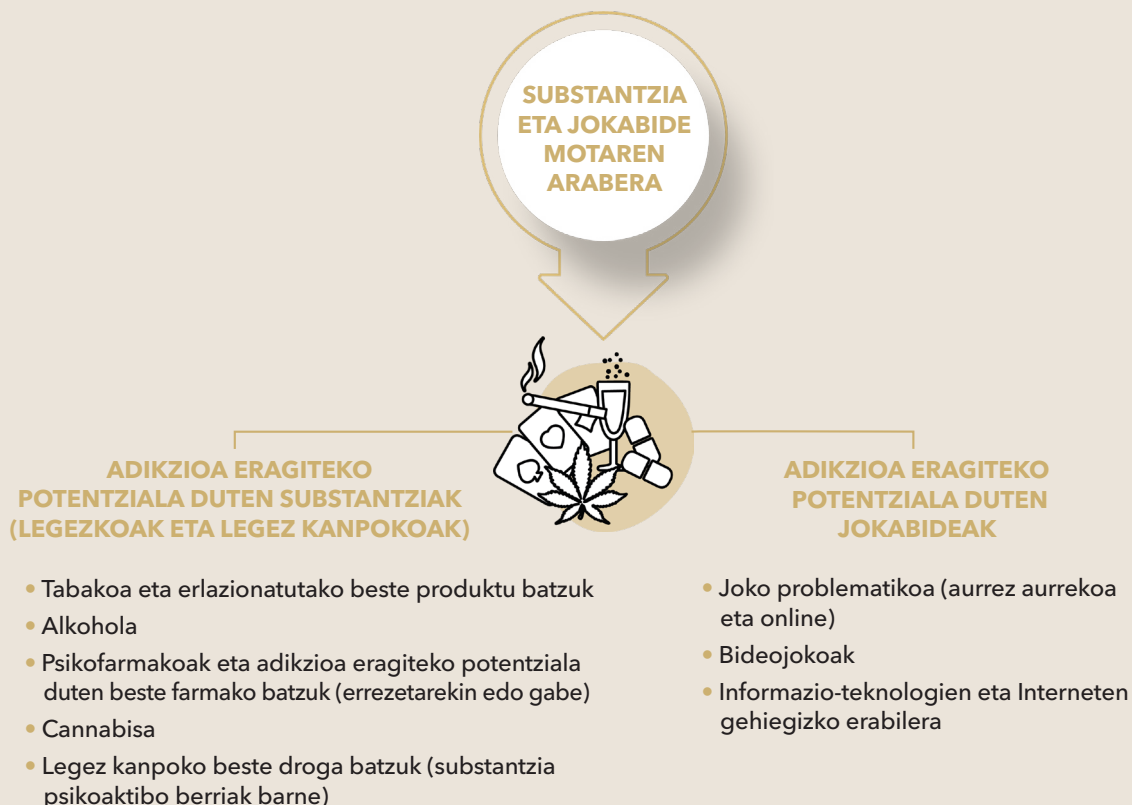 SUBSTANTZIA
ETA JOKABIDE
MOTAREN
ARABERA
ADIKZIOA ERAGITEKO
POTENTZIALA DUTEN SUBSTANTZIAK
(LEGEZKOAK ETA LEGEZ KANPOKOAK)
• Tabakoa eta erlazionatutako beste produktu batzuk
• Alkohola
• Psikofarmakoak eta adikzioa eragiteko potentziala
duten beste farmako batzuk (errezetarekin edo gabe)
• Cannabisa
• Legez kanpoko beste droga batzuk (substantzia
psikoaktibo berriak barne)
ADIKZIOA ERAGITEKO
POTENTZIALA DUTEN
JOKABIDEAK
• Joko problematikoa (aurrez aurrekoa
eta online)
• Bideojokoak
• Informazio-teknologien eta Interneten
gehiegizko erabilera